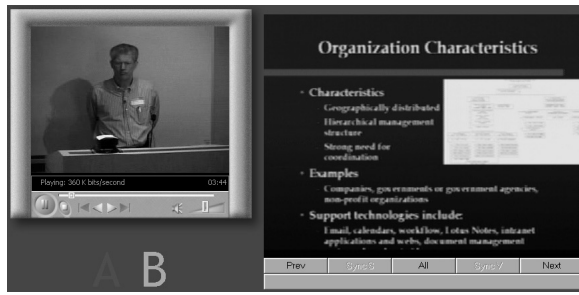 Organization Characteristics
• Characteristics
Geographically distributed
Hierarchical management
structure
Strong need for
coordination
• Examples
Companies, governments or government agencies,
non-profit organizations
• Support technologies include:
Email, calendars, workflow, Lotus Notes, intranet
applications and webs, document management
Playing: 360 K bits/second 03:44
A B
Prev Sync S All Sync V Next